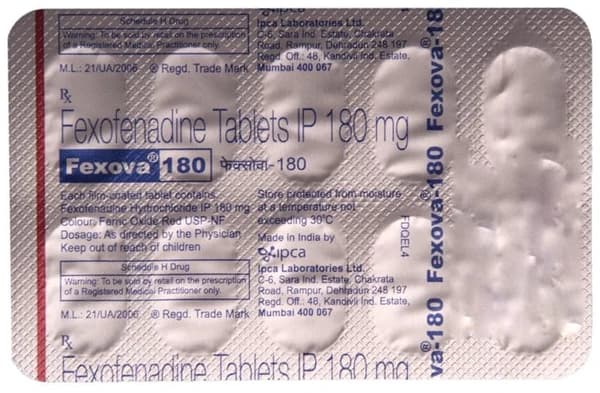 Schedule H Drug
Warning: To be sold by retail on the prescription
of a Registered Medical Practitioner only.
M.L.: 21/UA/2006 ® Regd. Trade Mark
Ipca Laboratories Ltd.
C-6, Sara Ind. Estate, Chakrata
Road, Rampur, Dehradun 248 197
Regd. Off.: 48, Kandivli Ind. Estate,
Mumbai 400 067
Rx
Fexofenadine Tablets IP 180 mg
Fexova® 180 फेक्सोवा-180
Each film-coated tablet contains:
Fexofenadine Hydrochloride IP 180 mg
Colour: Ferric Oxide Red USP-NF
Dosage: As directed by the Physician
Keep out of reach of children
Store protected from moisture
at a temperature not
exceeding 30°C
Made in India by
ipca
Schedule H Drug
Warning: To be sold by retail on the prescription
of a Registered Medical Practitioner only.
M.L.: 21/UA/2006 ® Regd. Trade Mark
Ipca Laboratories Ltd.
C-6, Sara Ind. Estate, Chakrata
Road, Rampur, Dehradun 248 197
Regd. Off.: 48, Kandivli Ind. Estate,
Mumbai 400 067
Rx
Fexofenadine Tablets IP 180 mg
FDQEL4
va®-180 Fexova®-180 Fexova®-18